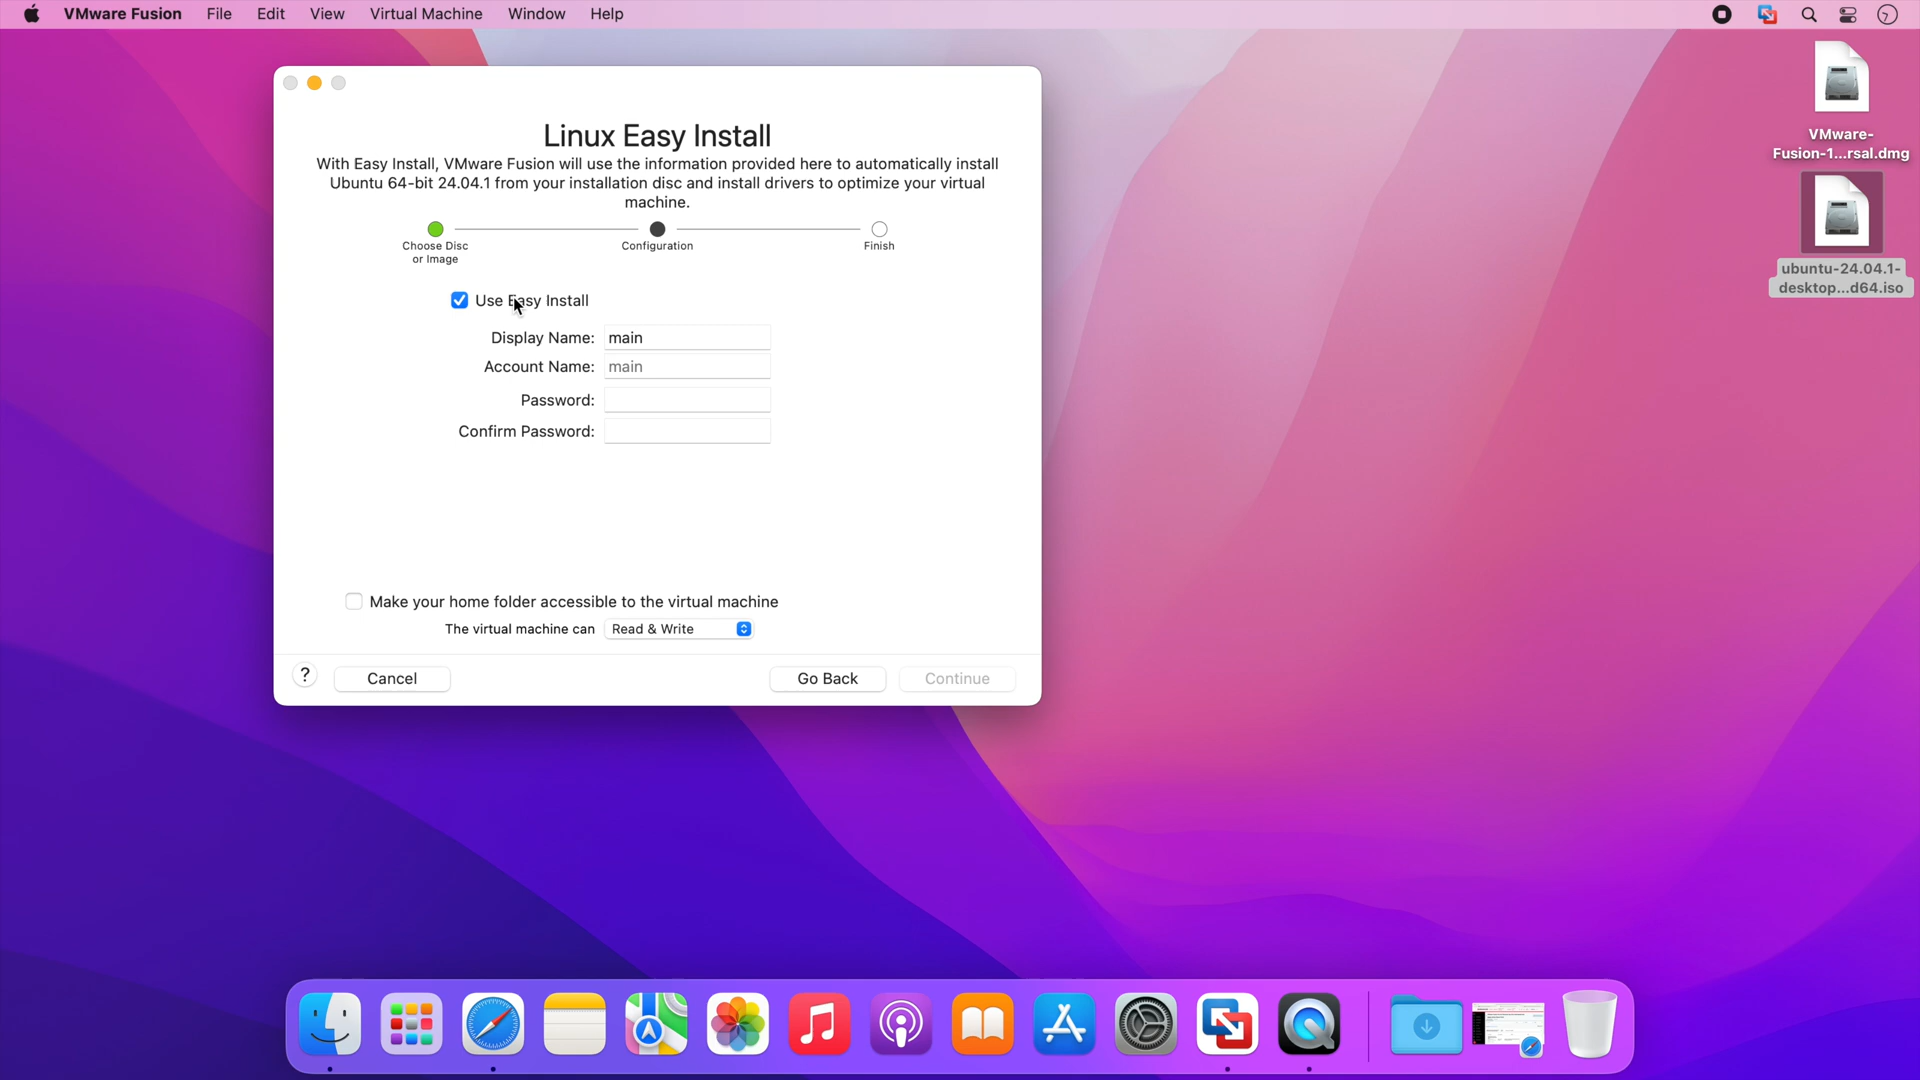 VMware Fusion File Edit View Virtual Machine Window Help
VMware-
Fusion-1...rsal.dmg
ubuntu-24.04.1-
desktop...d64.iso
Linux Easy Install
With Easy Install, VMware Fusion will use the information provided here to automatically install
Ubuntu 64-bit 24.04.1 from your installation disc and install drivers to optimize your virtual
machine.
Choose Disc
or Image
Configuration
Finish
Use Easy Install
Display Name: main
Account Name: main
Password:
Confirm Password:
Make your home folder accessible to the virtual machine
The virtual machine can Read & Write
? Cancel Go Back Continue